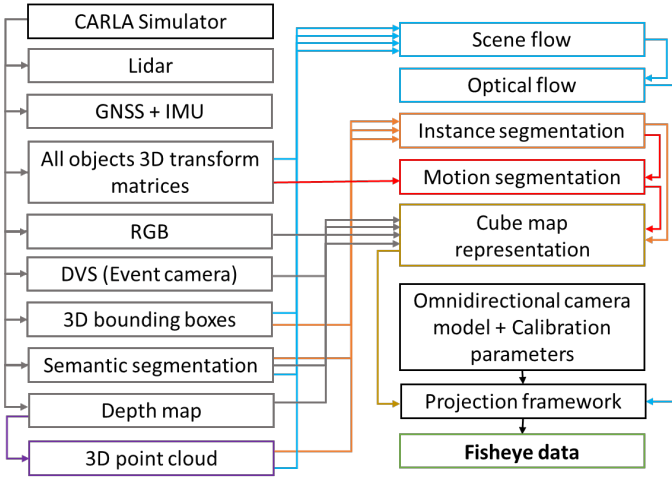 CARLA Simulator
Lidar
GNSS + IMU
All objects 3D transform
matrices
RGB
DVS (Event camera)
3D bounding boxes
Semantic segmentation
Depth map
3D point cloud
Scene flow
Optical flow
Instance segmentation
Motion segmentation
Cube map
representation
Omnidirectional camera
model + Calibration
parameters
Projection framework
Fisheye data